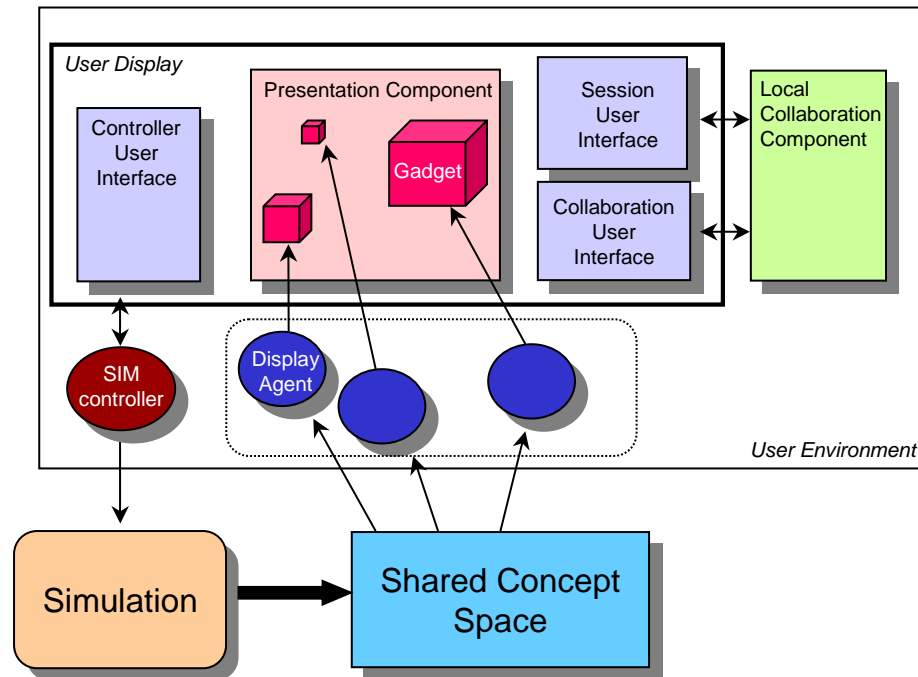 User Display
Controller
User
Interface
Presentation Component
Gadget
Session
User
Interface
Collaboration
User
Interface
Local
Collaboration
Component
SIM
controller
Display
Agent
User Environment
Simulation
Shared Concept
Space